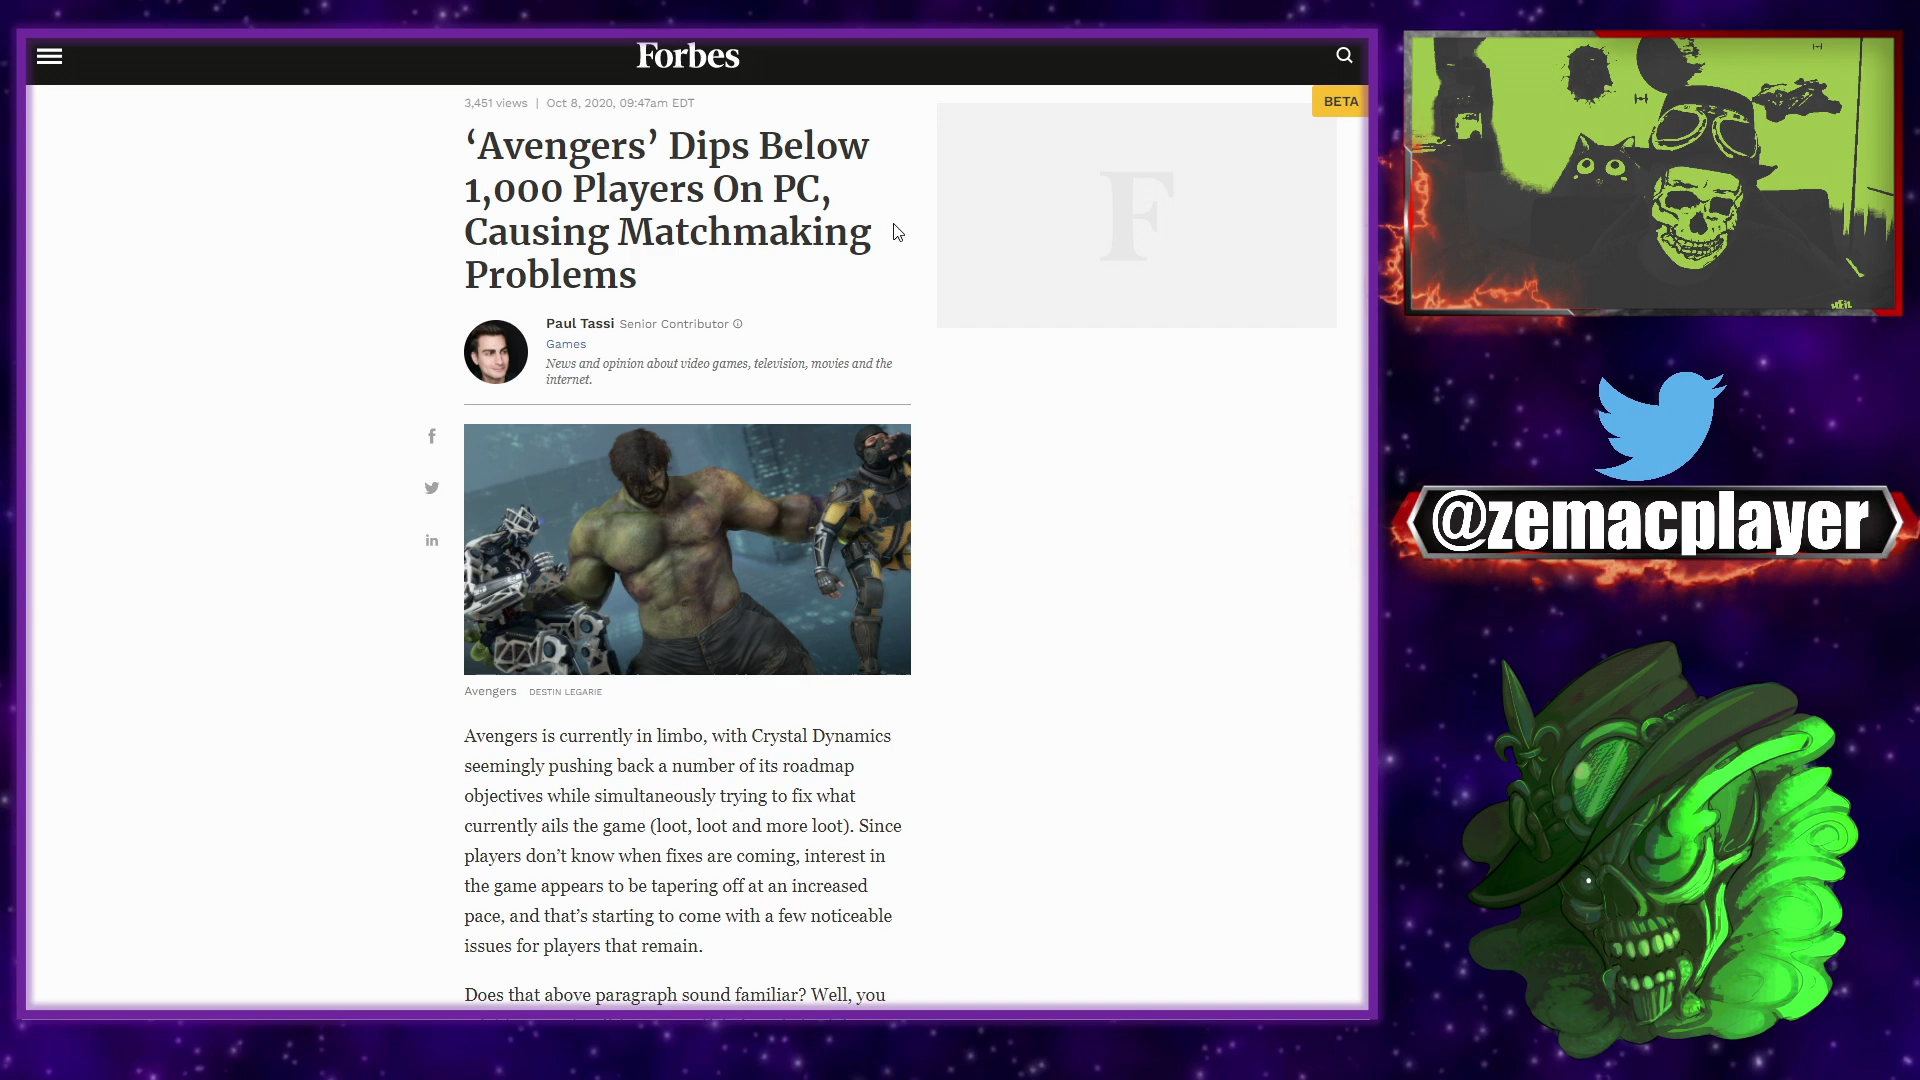 Forbes
3,451 views | Oct 8, 2020, 09:47am EDT
BETA
‘Avengers’ Dips Below
1,000 Players On PC,
Causing Matchmaking
Problems
F
Paul Tassi Senior Contributor
Games
News and opinion about video games, television, movies and the
internet.
f
in
Avengers DESTIN LEGARIE
Avengers is currently in limbo, with Crystal Dynamics
seemingly pushing back a number of its roadmap
objectives while simultaneously trying to fix what
currently ails the game (loot, loot and more loot). Since
players don’t know when fixes are coming, interest in
the game appears to be tapering off at an increased
pace, and that’s starting to come with a few noticeable
issues for players that remain.
Does that above paragraph sound familiar? Well, you
@zemacplayer